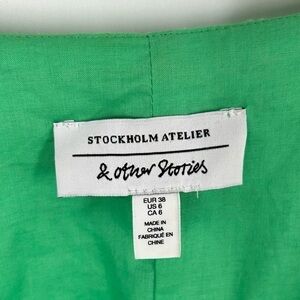 STOCKHOLM ATELIER
& other Stories
EUR 38
US 6
CA 6
MADE IN
CHINA
FABRIQUÉ EN
CHINE